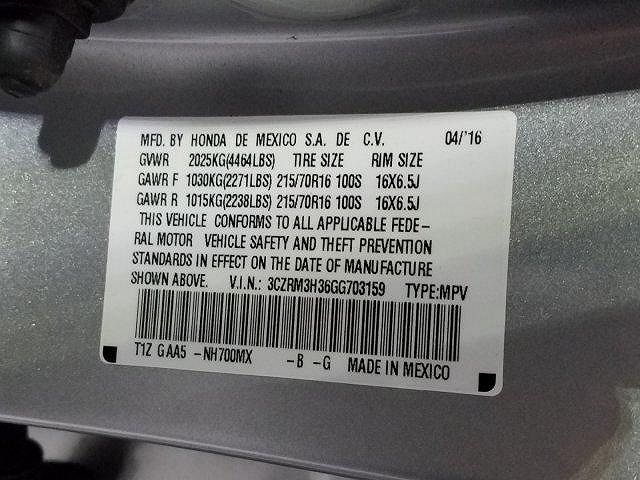 MFD. BY HONDA DE MEXICO S.A. DE C.V. 04/'16
GVWR 2025KG(4464LBS) TIRE SIZE RIM SIZE
GAWR F 1030KG(2271LBS) 215/70R16 100S 16X6.5J
GAWR R 1015KG(2238LBS) 215/70R16 100S 16X6.5J
THIS VEHICLE CONFORMS TO ALL APPLICABLE FEDE-
RAL MOTOR VEHICLE SAFETY AND THEFT PREVENTION
STANDARDS IN EFFECT ON THE DATE OF MANUFACTURE
SHOWN ABOVE. V.I.N.: 3CZRM3H36GG703159 TYPE:MPV
T1Z GAA5 -NH700MX -B -G MADE IN MEXICO